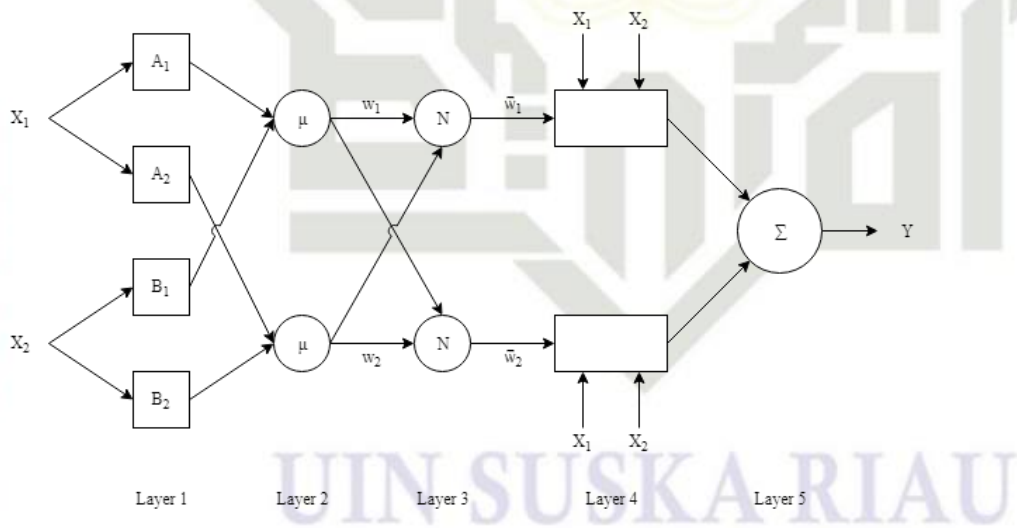 X₁ X₂
A₁
X₁ μ w₁ N w̄₁
A₂
Σ Y
B₁
X₂ μ w₂ N w̄₂
B₂
X₁ X₂
Layer 1 Layer 2 Layer 3 Layer 4 Layer 5
UIN SUSKA RIAU